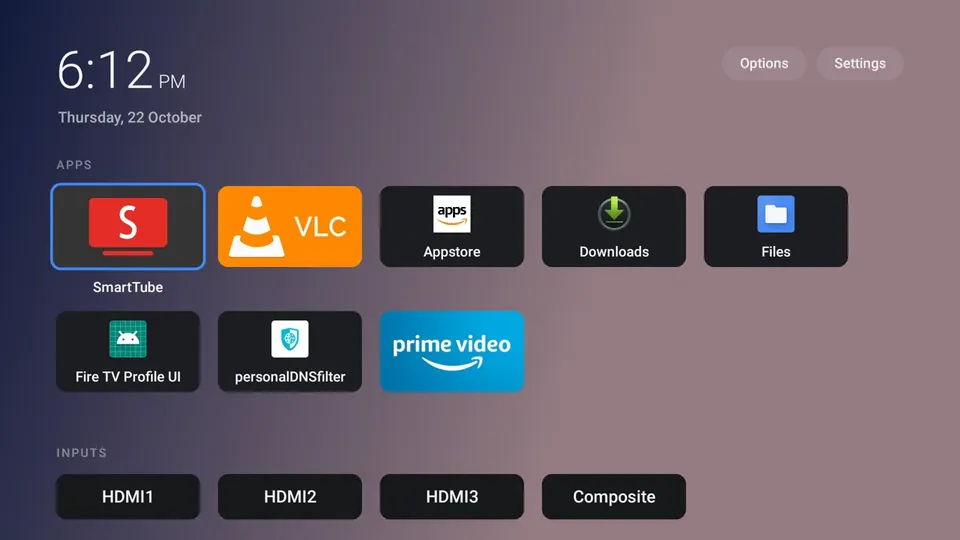 6:12 PM
Options
Settings
Thursday, 22 October
APPS
S
VLC
apps
Appstore
Downloads
Files
SmartTube
Fire TV Profile UI
personalDNSfilter
prime video
INPUTS
HDMI1
HDMI2
HDMI3
Composite